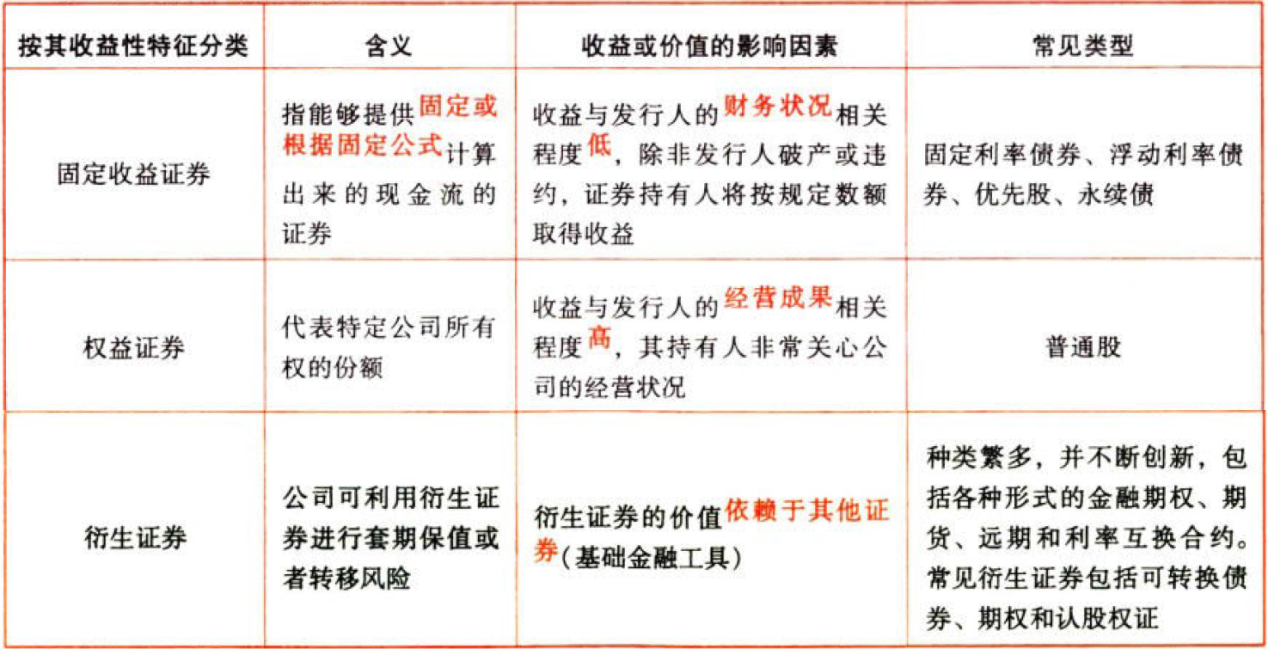 按其收益性特征分类 含义 收益或价值的影响因素 常见类型
固定收益证券
指能够提供固定或
根据固定公式计算
出来的现金流的
证券
收益与发行人的财务状况相关
程度低，除非发行人破产或违
约，证券持有人将按规定数额
取得收益
固定利率债券、浮动利率债
券、优先股、永续债
权益证券
代表特定公司所有
权的份额
收益与发行人的经营成果相关
程度高，其持有人非常关心公
司的经营状况
普通股
衍生证券
公司可利用衍生证
券进行套期保值或
者转移风险
衍生证券的价值依赖于其他证
券(基础金融工具)
种类繁多，并不断创新，包
括各种形式的金融期权、期
货、远期和利率互换合约。
常见衍生证券包括可转换债
券、期权和认股权证